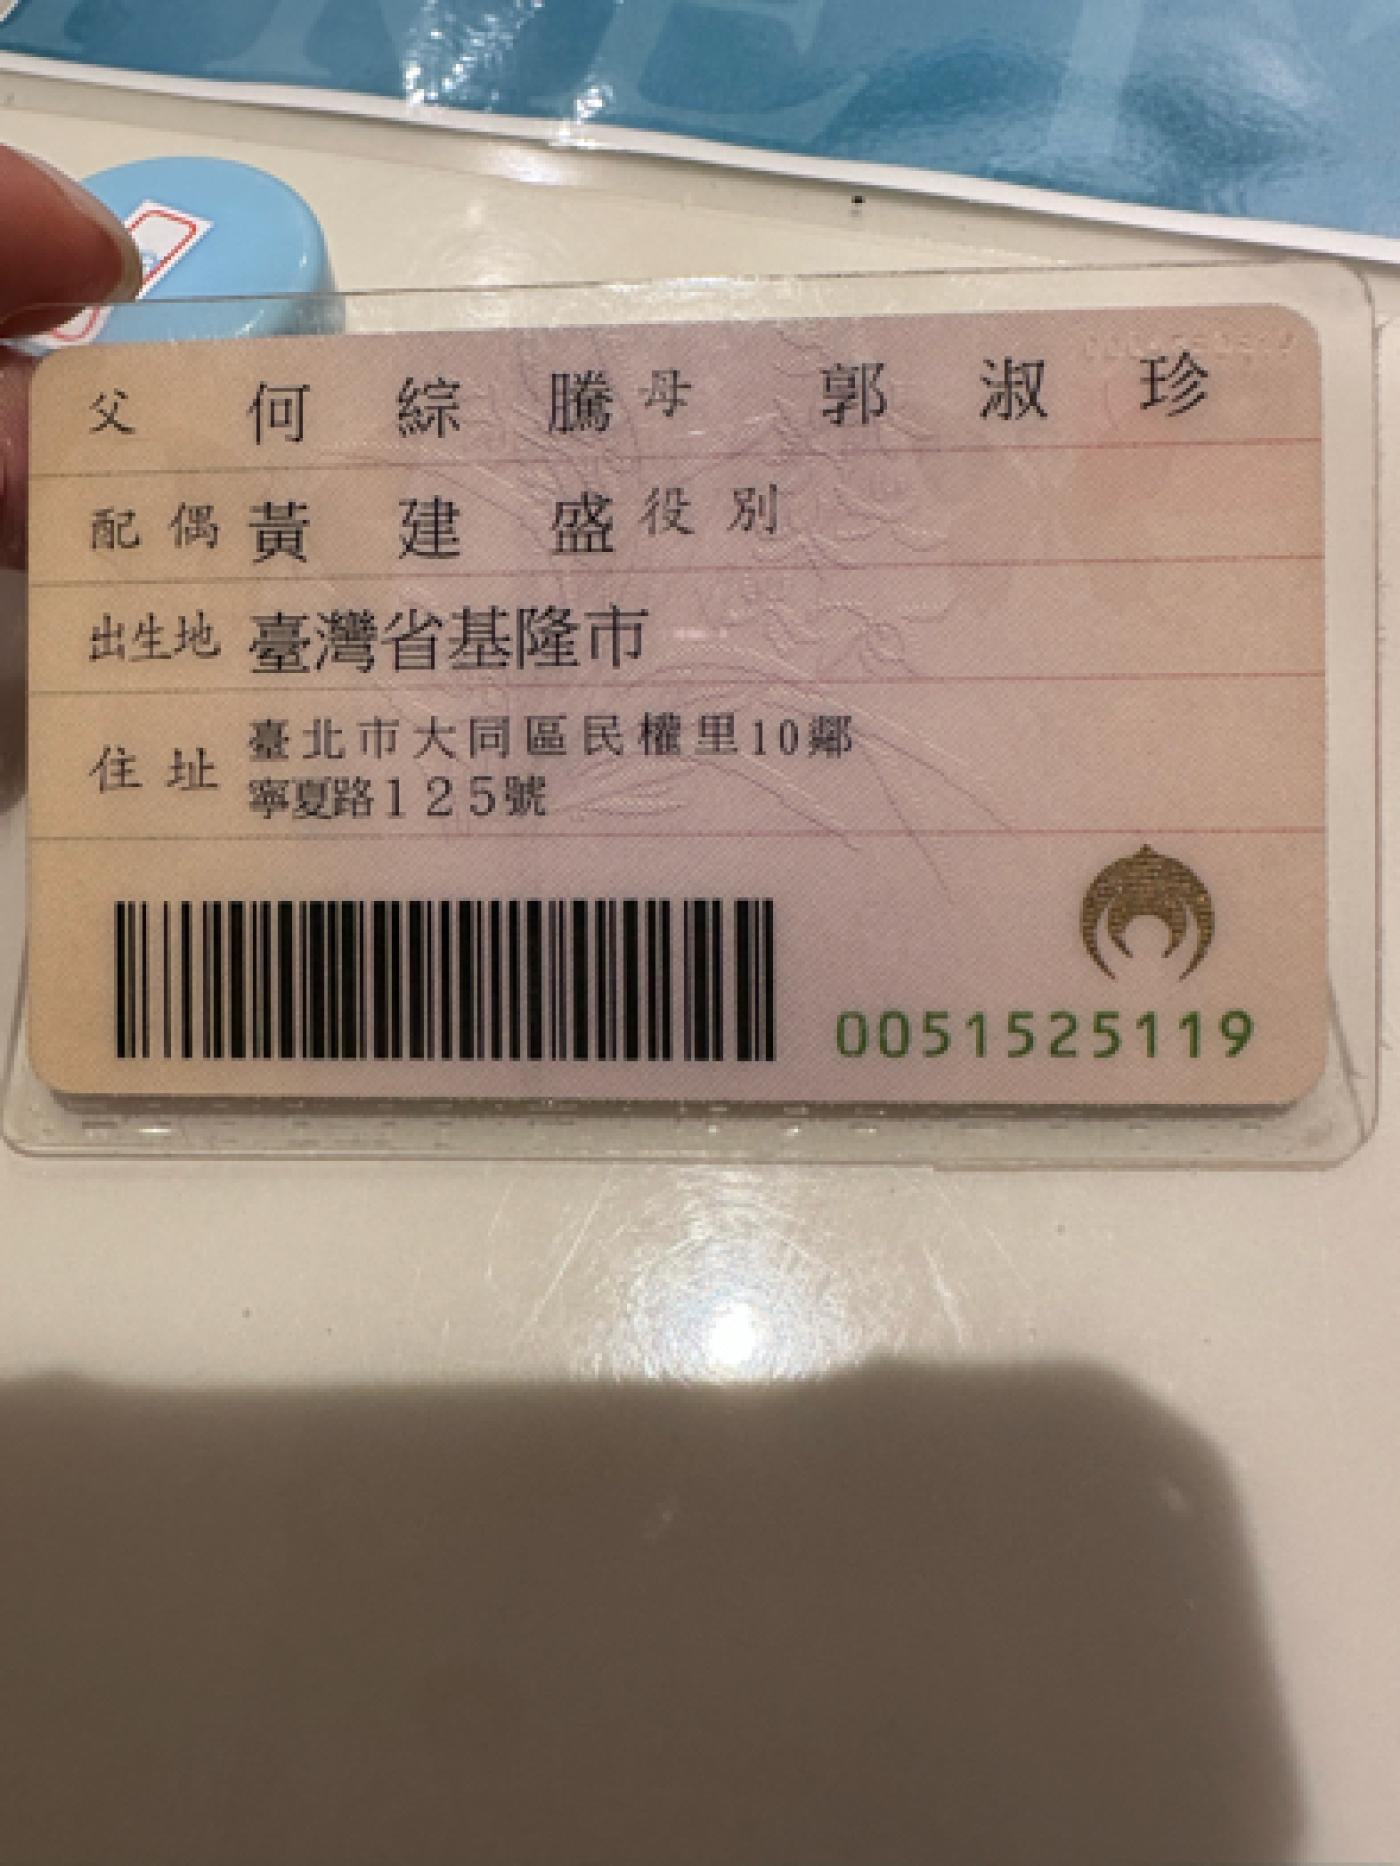 父 何綜騰 母 郭淑珍
配偶 黃建盛 役別
出生地 臺灣省基隆市
住址 臺北市大同區民權里10鄰
寧夏路125號
0051525119